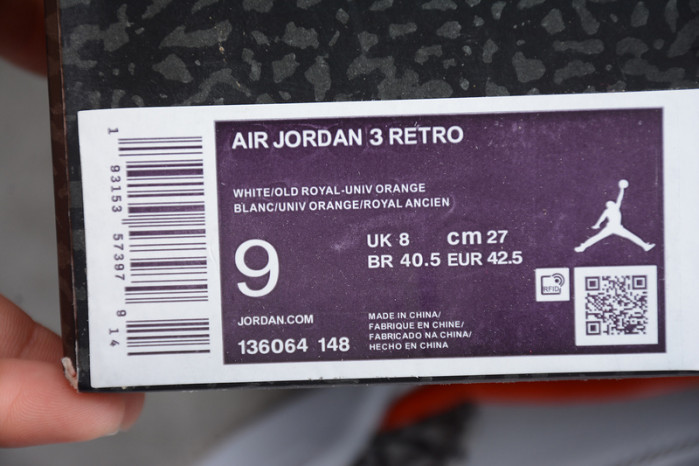 AIR JORDAN 3 RETRO
WHITE/OLD ROYAL-UNIV ORANGE
BLANC/UNIV ORANGE/ROYAL ANCIEN
9
UK 8 cm 27
BR 40.5 EUR 42.5
RFID
JORDAN.COM
136064 148
MADE IN CHINA/
FABRIQUE EN CHINE/
FABRICADO NA CHINA/
HECHO EN CHINA
1 93153 57397 9 14